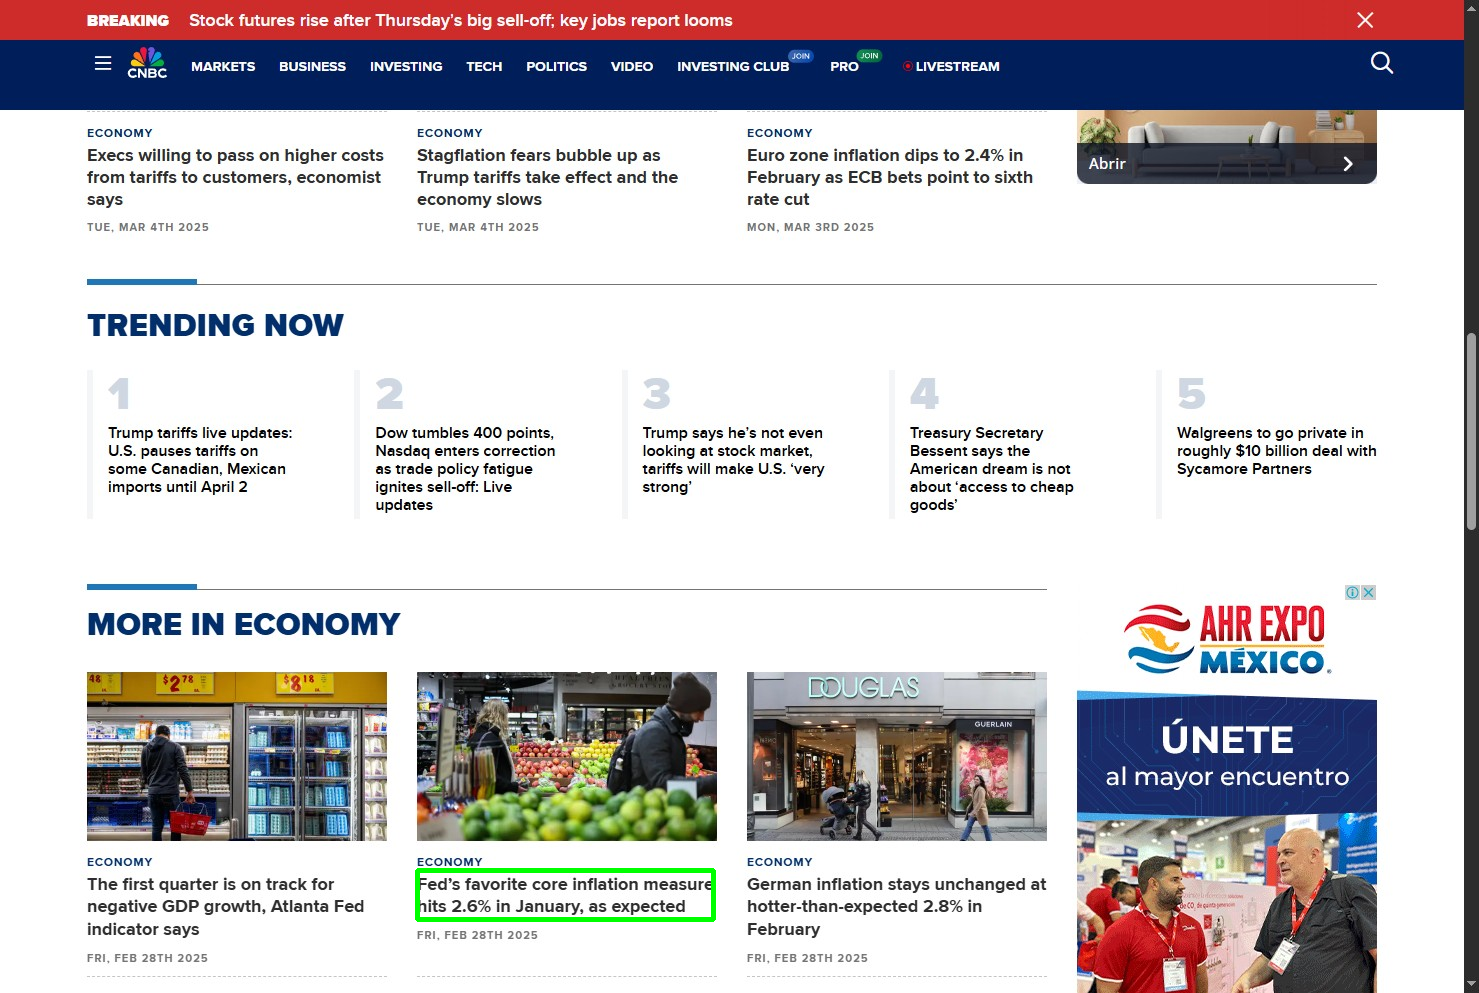 BREAKING Stock futures rise after Thursday's big sell-off; key jobs report looms
CNBC MARKETS BUSINESS INVESTING TECH POLITICS VIDEO INVESTING CLUB JOIN PRO JOIN LIVESTREAM
ECONOMY
Execs willing to pass on higher costs
from tariffs to customers, economist
says
TUE, MAR 4TH 2025
ECONOMY
Stagflation fears bubble up as
Trump tariffs take effect and the
economy slows
TUE, MAR 4TH 2025
ECONOMY
Euro zone inflation dips to 2.4% in
February as ECB bets point to sixth
rate cut
MON, MAR 3RD 2025
Abrir
TRENDING NOW
1
Trump tariffs live updates:
U.S. pauses tariffs on
some Canadian, Mexican
imports until April 2
2
Dow tumbles 400 points,
Nasdaq enters correction
as trade policy fatigue
ignites sell-off: Live
updates
3
Trump says he's not even
looking at stock market,
tariffs will make U.S. 'very
strong'
4
Treasury Secretary
Bessent says the
American dream is not
about 'access to cheap
goods'
5
Walgreens to go private in
roughly $10 billion deal with
Sycamore Partners
MORE IN ECONOMY
$2.78
$8.18
ECONOMY
The first quarter is on track for
negative GDP growth, Atlanta Fed
indicator says
FRI, FEB 28TH 2025
ECONOMY
Fed's favorite core inflation measure
hits 2.6% in January, as expected
FRI, FEB 28TH 2025
DOUGLAS
GUERLAIN
ECONOMY
German inflation stays unchanged at
hotter-than-expected 2.8% in
February
FRI, FEB 28TH 2025
AHR EXPO
MÉXICO
ÚNETE
al mayor encuentro